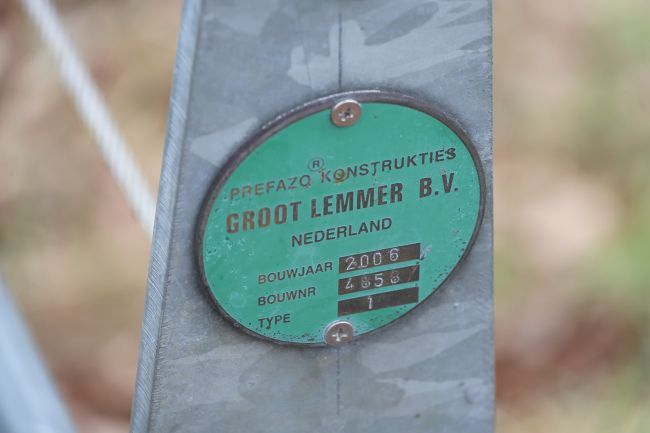 ®
PREFAZO KONSTRUKTIES
GROOT LEMMER B.V.
NEDERLAND
BOUWJAAR 2006
BOUWNR 4858
TYPE 1